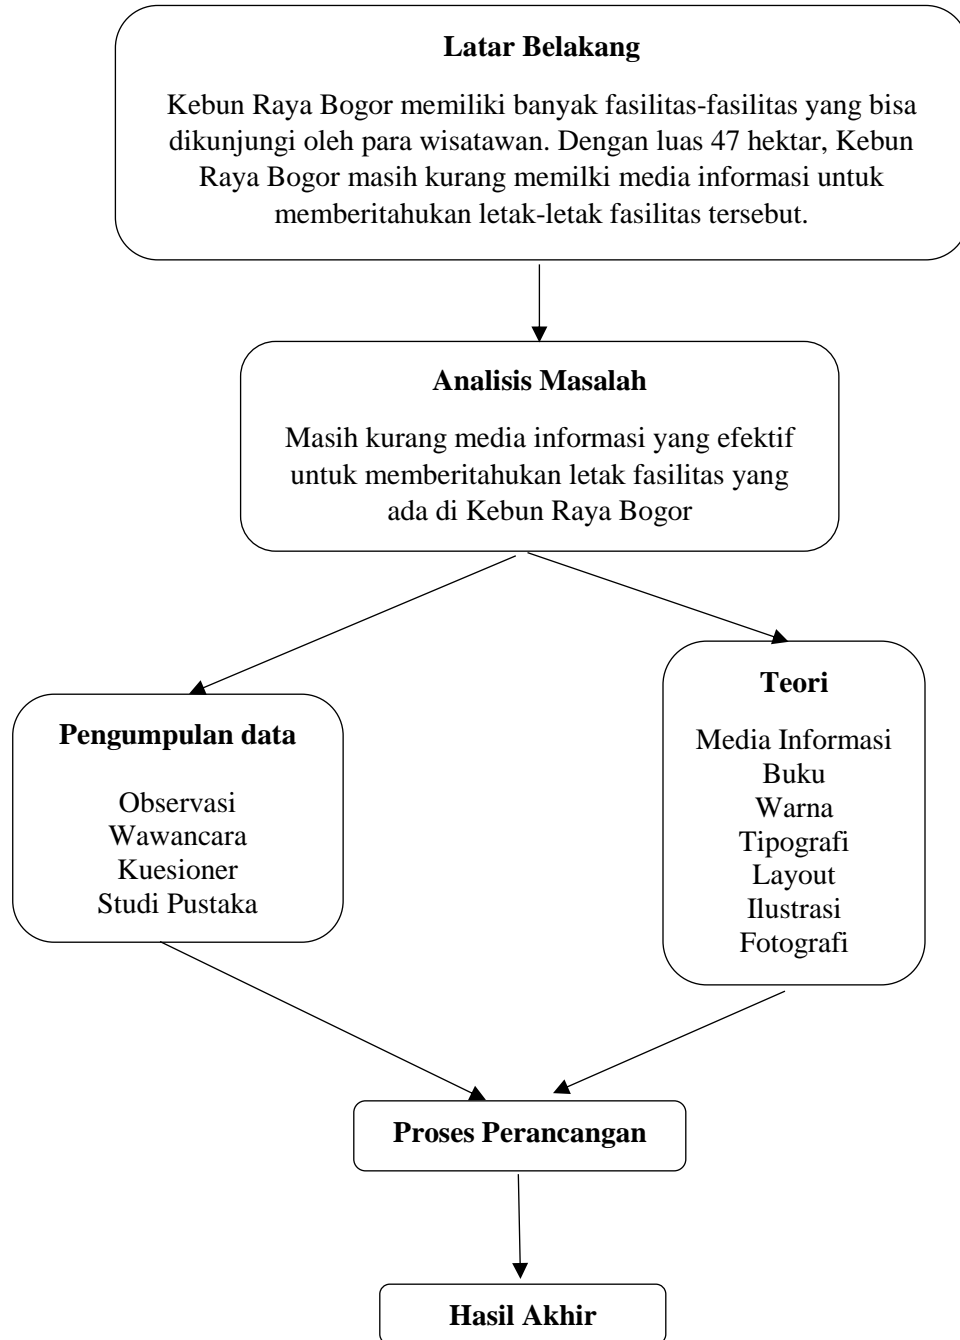 Latar Belakang
Kebun Raya Bogor memiliki banyak fasilitas-fasilitas yang bisa
dikunjungi oleh para wisatawan. Dengan luas 47 hektar, Kebun
Raya Bogor masih kurang memilki media informasi untuk
memberitahukan letak-letak fasilitas tersebut.
Analisis Masalah
Masih kurang media informasi yang efektif
untuk memberitahukan letak fasilitas yang
ada di Kebun Raya Bogor
Pengumpulan data
Observasi
Wawancara
Kuesioner
Studi Pustaka
Teori
Media Informasi
Buku
Warna
Tipografi
Layout
Ilustrasi
Fotografi
Proses Perancangan
Hasil Akhir